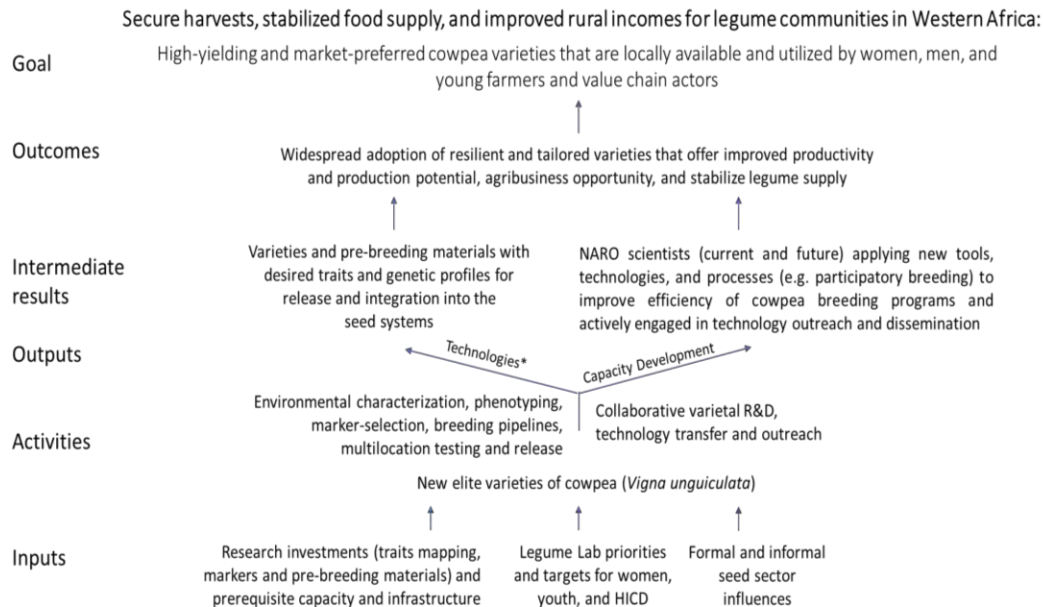 Secure harvests, stabilized food supply, and improved rural incomes for legume communities in Western Africa:
Goal
High-yielding and market-preferred cowpea varieties that are locally available and utilized by women, men, and
young farmers and value chain actors
Outcomes
Widespread adoption of resilient and tailored varieties that offer improved productivity
and production potential, agribusiness opportunity, and stabilize legume supply
Intermediate
results
Varieties and pre-breeding materials with
desired traits and genetic profiles for
release and integration into the
seed systems
NARO scientists (current and future) applying new tools,
technologies, and processes (e.g. participatory breeding) to
improve efficiency of cowpea breeding programs and
actively engaged in technology outreach and dissemination
Outputs
Technologies*
Capacity Development
Activities
Environmental characterization, phenotyping,
marker-selection, breeding pipelines,
multilocation testing and release
Collaborative varietal R&D,
technology transfer and outreach
New elite varieties of cowpea (Vigna unguiculata)
Inputs
Research investments (traits mapping,
markers and pre-breeding materials) and
prerequisite capacity and infrastructure
Legume Lab priorities
and targets for women,
youth, and HICD
Formal and informal
seed sector
influences